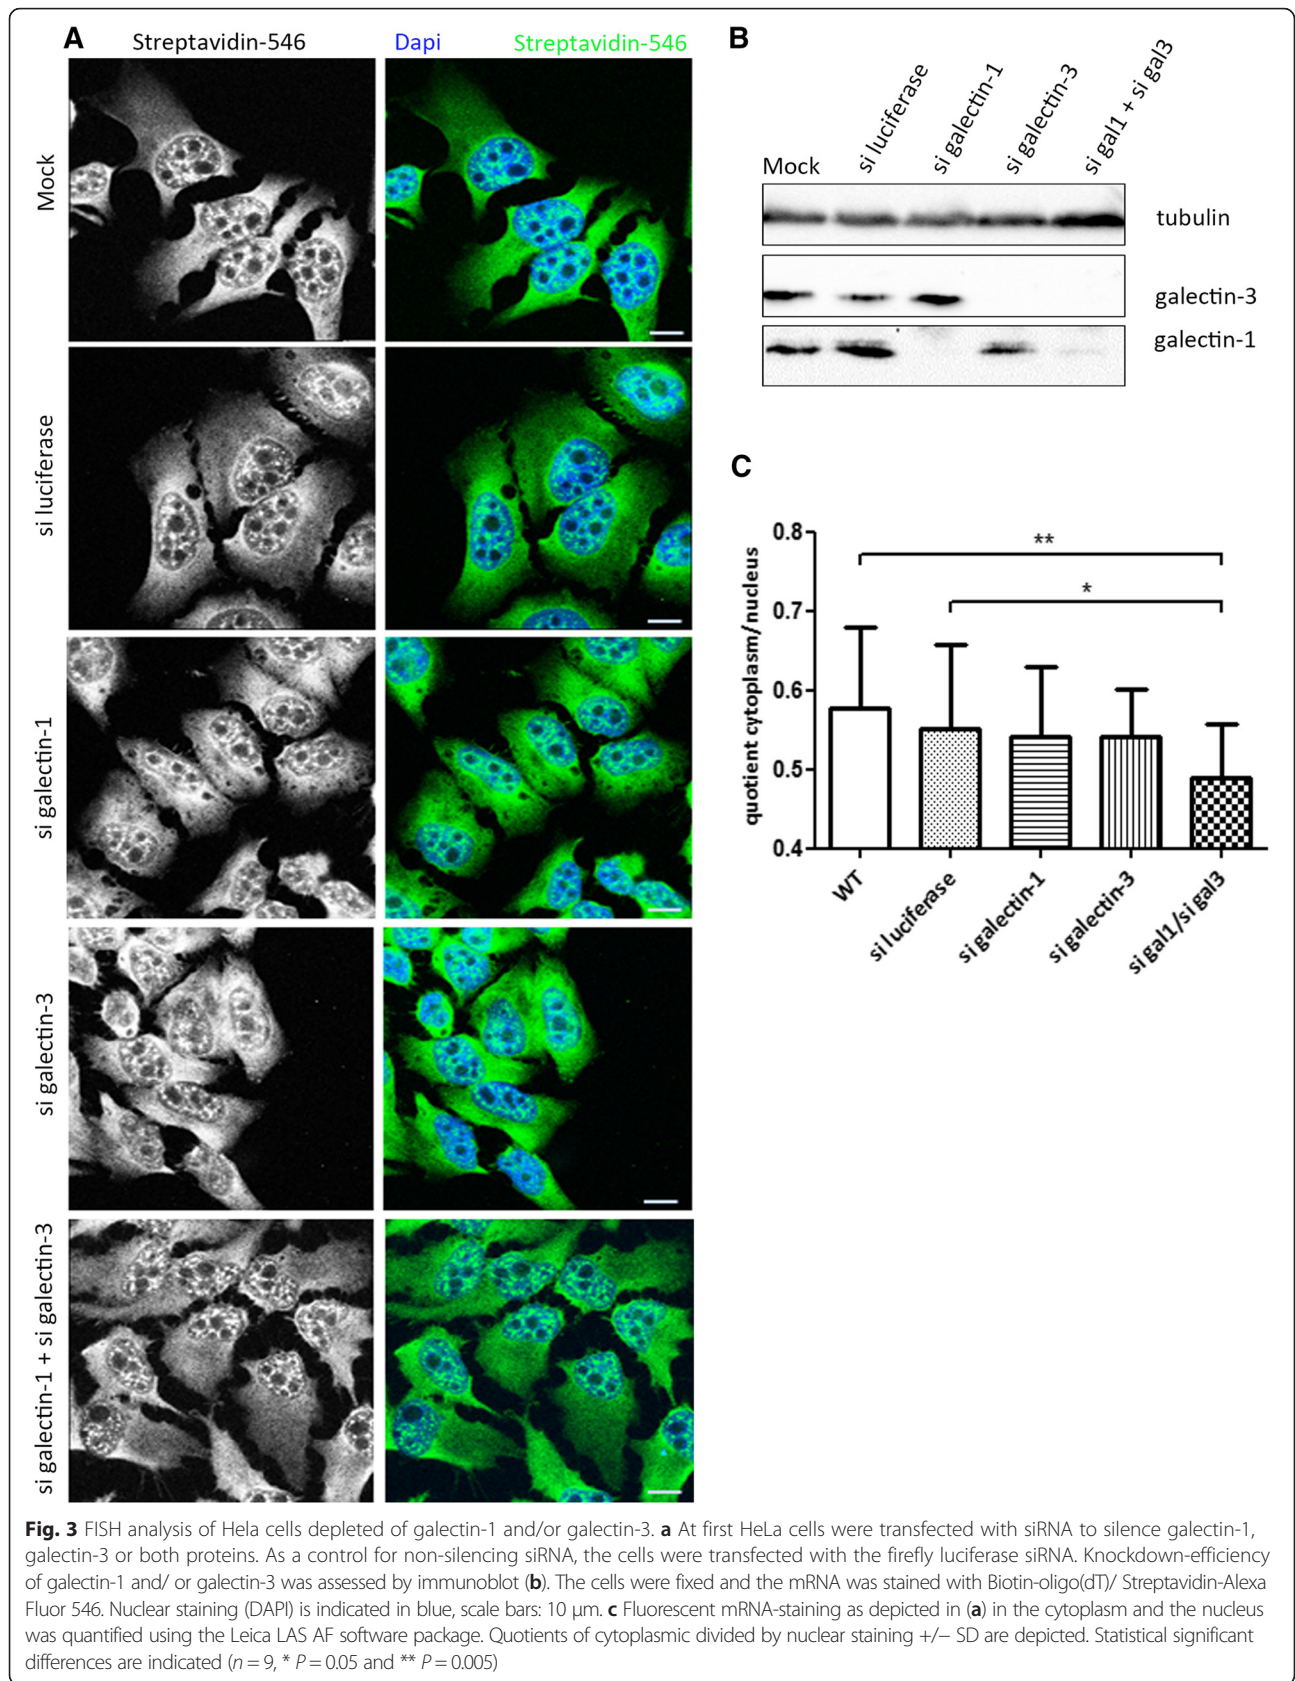 A
Streptavidin-546
Dapi
Streptavidin-546
Mock
si luciferase
si galectin-1
si galectin-3
si galectin-1 + si galectin-3
B
Mock
si luciferase
si galectin-1
si galectin-3
si gal1 + si gal3
tubulin
galectin-3
galectin-1
C
quotient cytoplasm/nucleus
0.8
0.7
0.6
0.5
0.4
**
*
WT
si luciferase
si galectin-1
si galectin-3
si gal1/si gal3
Fig. 3 FISH analysis of Hela cells depleted of galectin-1 and/or galectin-3. a At first HeLa cells were transfected with siRNA to silence galectin-1,
galectin-3 or both proteins. As a control for non-silencing siRNA, the cells were transfected with the firefly luciferase siRNA. Knockdown-efficiency
of galectin-1 and/ or galectin-3 was assessed by immunoblot (b). The cells were fixed and the mRNA was stained with Biotin-oligo(dT)/ Streptavidin-Alexa
Fluor 546. Nuclear staining (DAPI) is indicated in blue, scale bars: 10 μm. c Fluorescent mRNA-staining as depicted in (a) in the cytoplasm and the nucleus
was quantified using the Leica LAS AF software package. Quotients of cytoplasmic divided by nuclear staining +/− SD are depicted. Statistical significant
differences are indicated (n = 9, * P = 0.05 and ** P = 0.005)